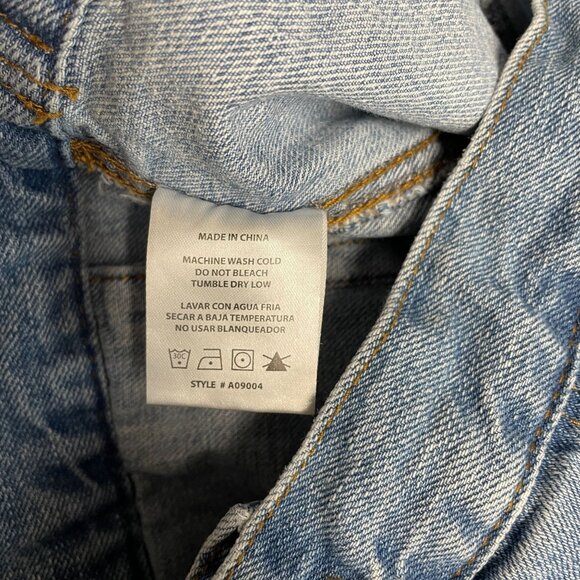 MADE IN CHINA
MACHINE WASH COLD
DO NOT BLEACH
TUMBLE DRY LOW
LAVAR CON AGUA FRIA
SECAR A BAJA TEMPERATURA
NO USAR BLANQUEADOR
30C
STYLE # A09004